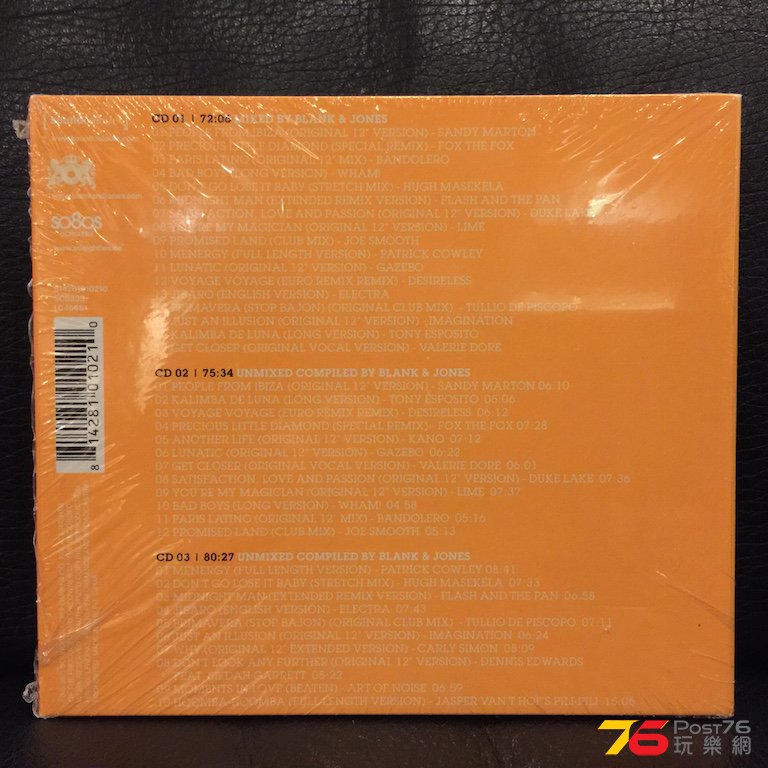 CD 01 | 72:06 MIXED BY BLANK & JONES
PEOPLE FROM IBIZA (ORIGINAL 12" VERSION) - SANDY MARTON
02 PRECIOUS LITTLE DIAMOND (SPECIAL REMIX) - FOX THE FOX
PARIS LATINO (ORIGINAL 12" MIX) - BANDOLERO
04 BAD BOYS (LONG VERSION) - WHAM!
DON'T GO LOSE IT BABY (STRETCH MIX) - HUGH MASEKELA
06 MIDNIGHT MAN (EXTENDED REMIX VERSION) - FLASH AND THE PAN
07 SATISFACTION, LOVE AND PASSION (ORIGINAL 12" VERSION) - DUKE LAKE
08 YOU'RE MY MAGICIAN (ORIGINAL 12" VERSION) - LIME
09 PROMISED LAND (CLUB MIX) - JOE SMOOTH
10 MENERGY (FULL LENGTH VERSION) - PATRICK COWLEY
11 LUNATIC (ORIGINAL 12" VERSION) - GAZEBO
12 VOYAGE VOYAGE (EURO REMIX REMIX) - DESIRELESS
(ENGLISH VERSION) - ELECTRA
PRIMAVERA (STOP BAJON) (ORIGINAL CLUB MIX) - TULLIO DE PISCOPO
JUST AN ILLUSION (ORIGINAL 12" VERSION) - IMAGINATION
KALIMBA DE LUNA (LONG VERSION) - TONY ESPOSITO
GET CLOSER (ORIGINAL VOCAL VERSION) - VALERIE DORE
so80s
8 14281 01021 0
CD 02 | 75:34 UNMIXED COMPILED BY BLANK & JONES
01 PEOPLE FROM IBIZA (ORIGINAL 12" VERSION) - SANDY MARTON 06:10
02 KALIMBA DE LUNA (LONG VERSION) - TONY ESPOSITO 05:06
03 VOYAGE VOYAGE (EURO REMIX REMIX) - DESIRELESS 06:12
04 PRECIOUS LITTLE DIAMOND (SPECIAL REMIX) - FOX THE FOX 07:28
05 ANOTHER LIFE (ORIGINAL 12" VERSION) - KANO 07:12
06 LUNATIC (ORIGINAL 12" VERSION) - GAZEBO 06:22
07 GET CLOSER (ORIGINAL VOCAL VERSION) - VALERIE DORE 06.01
08 SATISFACTION, LOVE AND PASSION (ORIGINAL 12" VERSION) - DUKE LAKE 07:36
09 YOU'RE MY MAGICIAN (ORIGINAL 12" VERSION) - LIME 07:37
10 BAD BOYS (LONG VERSION) - WHAM! 04:58
11 PARIS LATINO (ORIGINAL 12" MIX) - BANDOLERO 05:16
12 PROMISED LAND (CLUB MIX) - JOE SMOOTH 05:13
CD 03 | 80:27 UNMIXED COMPILED BY BLANK & JONES
01 MENERGY (FULL LENGTH VERSION) - PATRICK COWLEY 08:41
02 DON'T GO LOSE IT BABY (STRETCH MIX) - HUGH MASEKELA 07:33
03 MIDNIGHT MAN (EXTENDED REMIX VERSION) - FLASH AND THE PAN 06.58
(ENGLISH VERSION) - ELECTRA 07:43
PRIMAVERA (STOP BAJON) (ORIGINAL CLUB MIX) - TULLIO DE PISCOPO 07:11
06 JUST AN ILLUSION (ORIGINAL 12" VERSION) - IMAGINATION 06:24
07 WHY (ORIGINAL 12" EXTENDED VERSION) - CARLY SIMON 08:09
08 DON'T LOOK ANY FURTHER (ORIGINAL 12" VERSION) - DENNIS EDWARDS
FEAT. SIEDAH GARRETT 05:22
09 MOMENTS IN LOVE (BEATEN) - ART OF NOISE 06:59
10 HOOMBA-HOOMBA (FULL LENGTH VERSION) - JASPER VAN'T HOF'S PILI-PILI 15:06
76 POST76
玩樂網